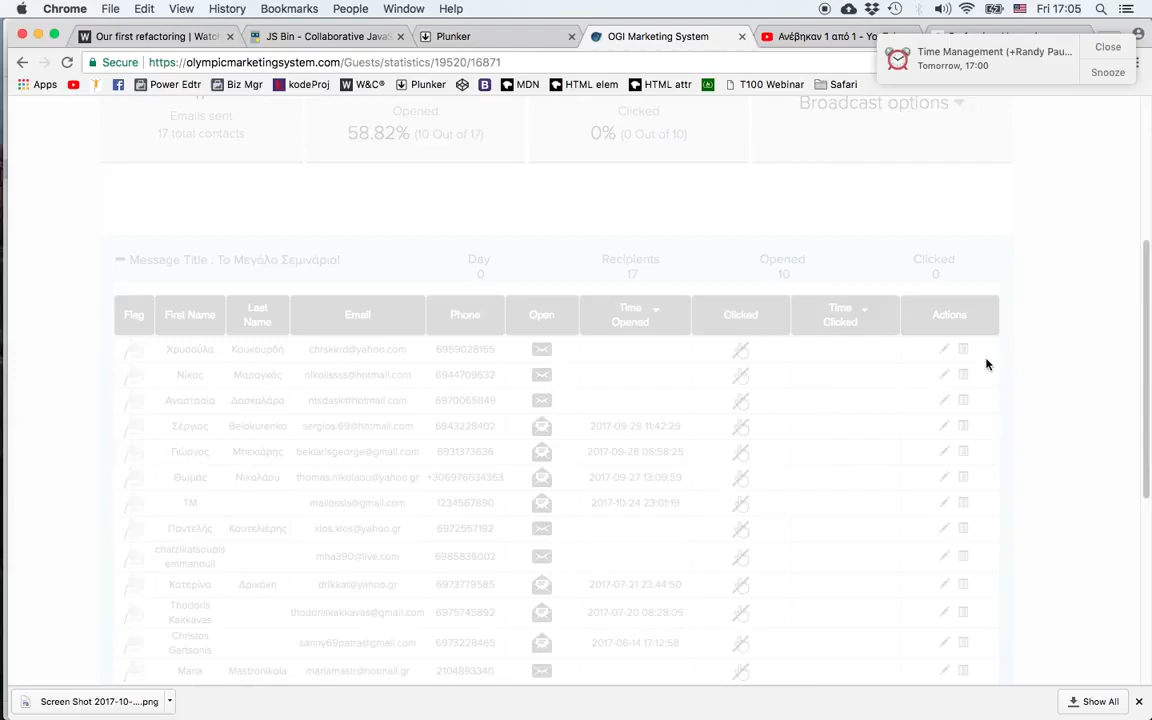 Chrome File Edit View History Bookmarks People Window Help Fri 17:05
Our first refactoring | Watc JS Bin - Collaborative JavaS Plunker OGI Marketing System Ανέβηκαν 1 από 1 - Yo
Time Management (+Randy Pau... Close
Tomorrow, 17:00 Snooze
Secure https://olympicmarketingsystem.com/Guests/statistics/19520/16871
Apps Power Edtr Biz Mgr kodeProj W&C® Plunker MDN HTML elem HTML attr T100 Webinar Safari
Emails sent Opened Clicked Broadcast options
17 total contacts 58.82% (10 Out of 17) 0% (0 Out of 10)
Message Title : Το Μεγάλο Σεμινάριο! Day Recipients Opened Clicked
0 17 10 0
Flag First Name Last Name Email Phone Open Time Opened Clicked Time Clicked Actions
Χρυσούλα Κουκουρδή chrskkrd@yahoo.com 6959028155
Νίκος Μαραγκός nikolissss@hotmail.com 6944709632
Αναστασία Δασκαλάρα ntsdask@hotmail.com 6970065849
Σέργιος Belokurenko sergios-69@hotmail.com 6943228402 2017-09-29 11:42:29
Γιώργος Μπεκιάρης bekiarisgeorge@gmail.com 6931373636 2017-09-28 06:58:25
Θωμάς Νικολάου thomas.nikolaou@yahoo.gr +306976634363 2017-09-27 13:09:59
TM mallossis@gmail.com 1234567890 2017-10-24 23:01:19
Παντελής Καυτελιέρης xios.xios@yahoo.gr 6972557192
chatzikatsoupis emmanouil mha390@live.com 6985836002
Κατερίνα Δρικάκη drikkat@yahoo.gr 6973779585 2017-07-21 23:44:50
Thodoris Kakkavas thodoriskakkavas@gmail.com 6975745892 2017-07-20 08:28:05
Christos Gartsonis sanny69patra@gmail.com 6973228465 2017-06-14 17:12:58
Maria Mastronikola mariamastr@hotmail.gr 2104893340
Screen Shot 2017-10-....png Show All